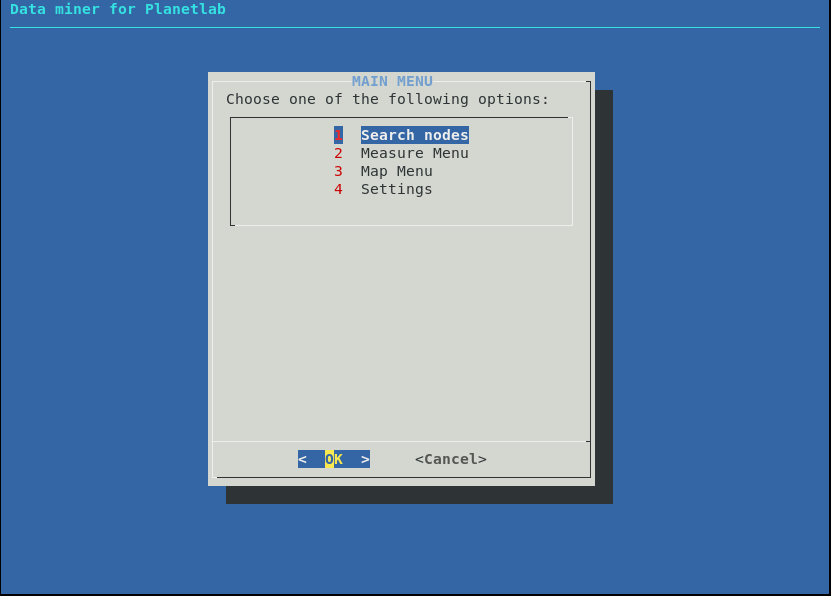 Data miner for Planetlab
MAIN MENU
Choose one of the following options:
1 Search nodes
2 Measure Menu
3 Map Menu
4 Settings
< OK > <Cancel>